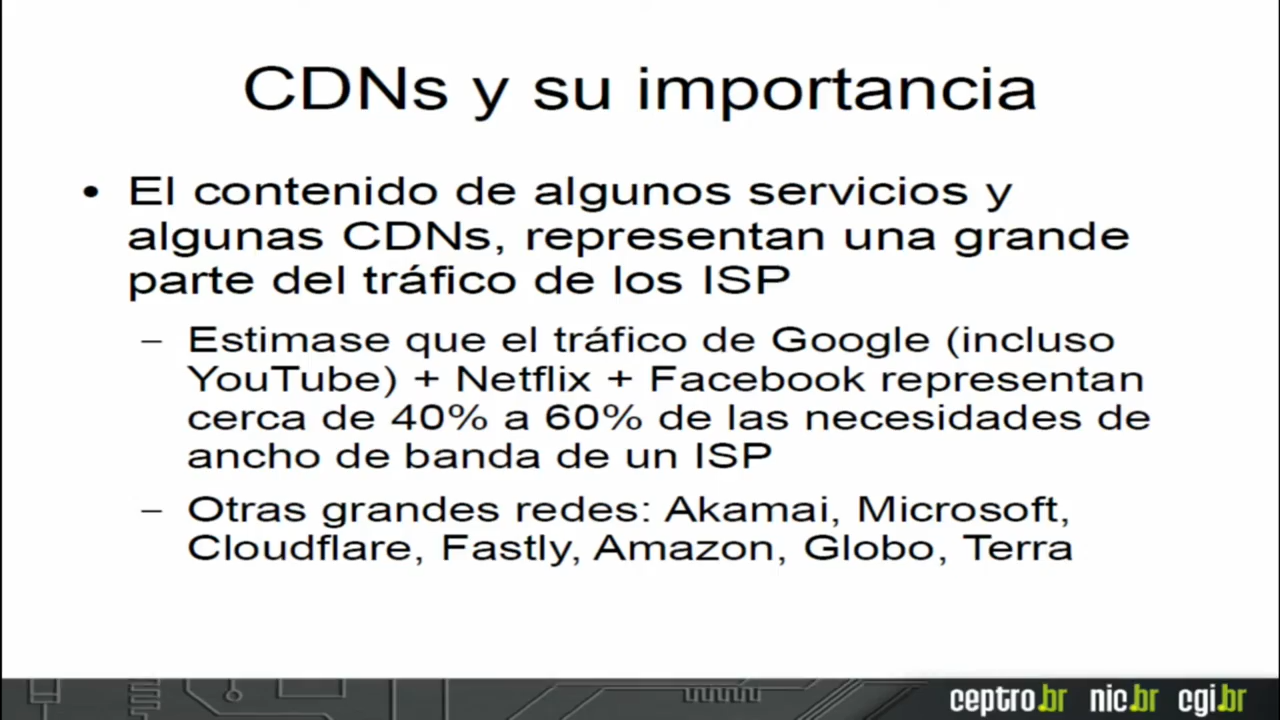 CDNs y su importancia
• El contenido de algunos servicios y
algunas CDNs, representan una grande
parte del tráfico de los ISP
– Estimase que el tráfico de Google (incluso
YouTube) + Netflix + Facebook representan
cerca de 40% a 60% de las necesidades de
ancho de banda de un ISP
– Otras grandes redes: Akamai, Microsoft,
Cloudflare, Fastly, Amazon, Globo, Terra
ceptro.br nic.br cgi.br